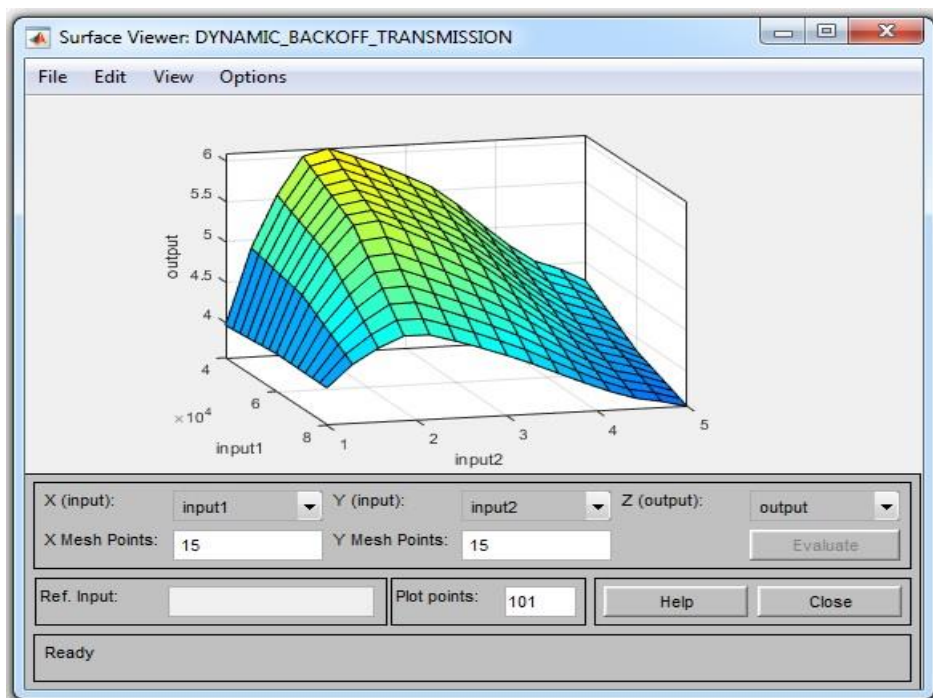 Surface Viewer: DYNAMIC_BACKOFF_TRANSMISSION
File Edit View Options
6
5.5
5
4.5
4
output
4
6
8
×10⁴
input1
1
2
3
4
5
input2
X (input): input1 Y (input): input2 Z (output): output
X Mesh Points: 15 Y Mesh Points: 15 Evaluate
Ref. Input: Plot points: 101 Help Close
Ready